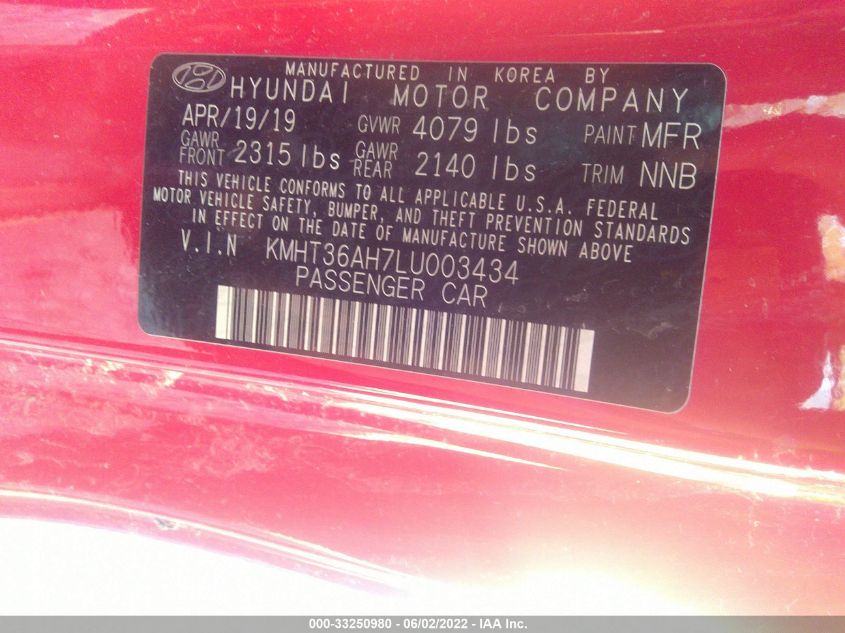 MANUFACTURED IN KOREA BY
HYUNDAI MOTOR COMPANY
APR/19/19 GVWR 4079 lbs PAINT MFR
GAWR FRONT 2315 lbs GAWR REAR 2140 lbs TRIM NNB
THIS VEHICLE CONFORMS TO ALL APPLICABLE U.S.A. FEDERAL
MOTOR VEHICLE SAFETY, BUMPER, AND THEFT PREVENTION STANDARDS
IN EFFECT ON THE DATE OF MANUFACTURE SHOWN ABOVE
V.I.N KMHT36AH7LU003434
PASSENGER CAR
000-33250980 - 06/02/2022 - IAA Inc.